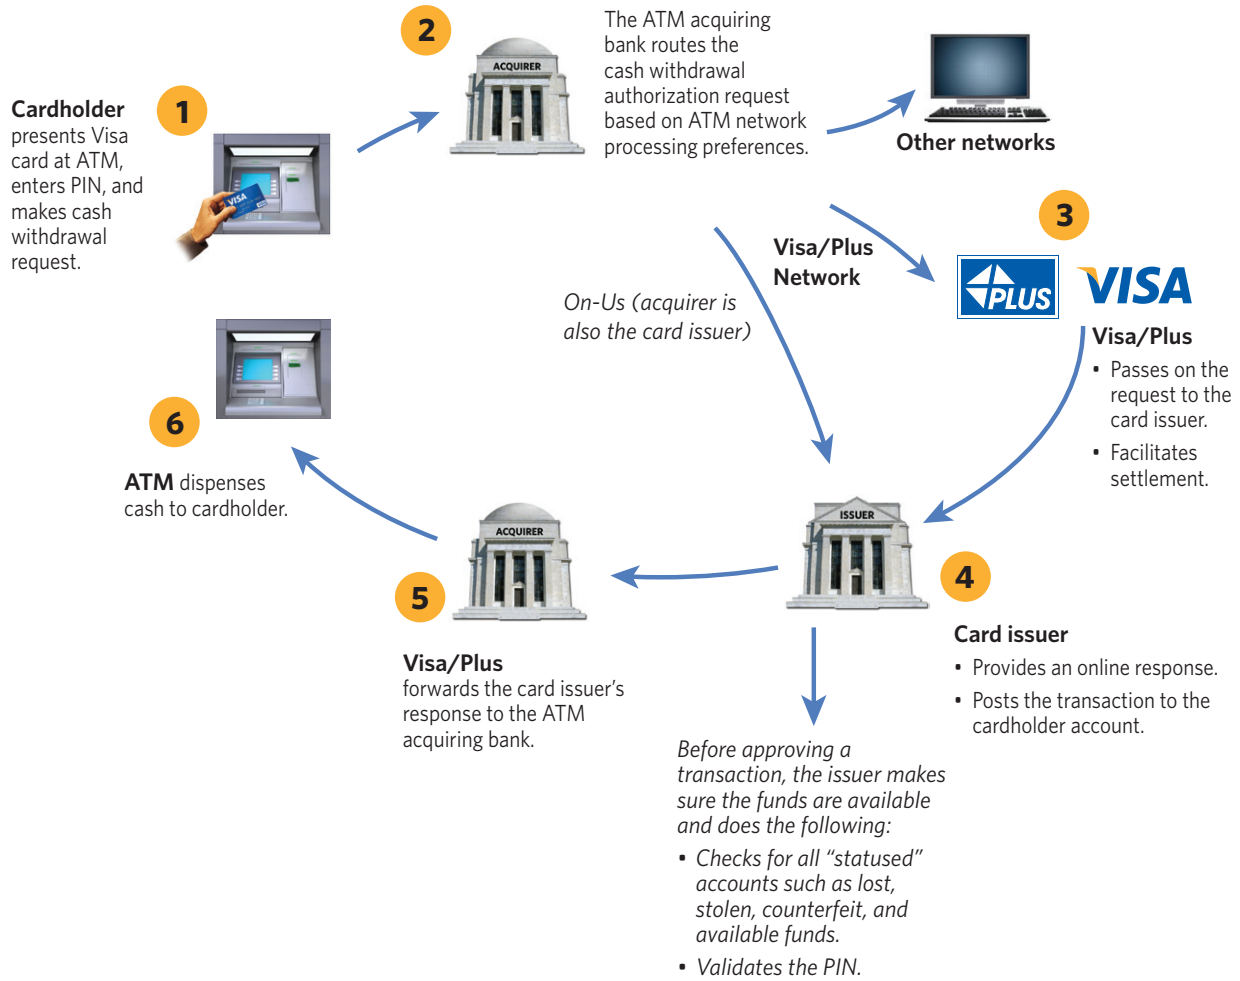 1
Cardholder
presents Visa
card at ATM,
enters PIN, and
makes cash
withdrawal
request.
VISA
2
ACQUIRER
The ATM acquiring
bank routes the
cash withdrawal
authorization request
based on ATM network
processing preferences.
Other networks
Visa/Plus
Network
On-Us (acquirer is
also the card issuer)
3
PLUS
VISA
Visa/Plus
• Passes on the
request to the
card issuer.
• Facilitates
settlement.
ISSUER
4
Card issuer
• Provides an online response.
• Posts the transaction to the
cardholder account.
Before approving a
transaction, the issuer makes
sure the funds are available
and does the following:
• Checks for all “statused”
accounts such as lost,
stolen, counterfeit, and
available funds.
• Validates the PIN.
ACQUIRER
5
Visa/Plus
forwards the card issuer’s
response to the ATM
acquiring bank.
6
ATM dispenses
cash to cardholder.